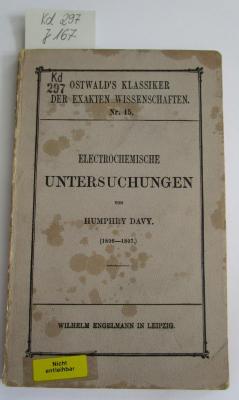 Kd 297
J 167
Kd
297
OSTWALD'S KLASSIKER
DER EXAKTEN WISSENSCHAFTEN.
Nr. 45.
ELECTROCHEMISCHE
UNTERSUCHUNGEN
VON
HUMPHRY DAVY.
(1806—1807.)
WILHELM ENGELMANN IN LEIPZIG.
Nicht
entleihbar